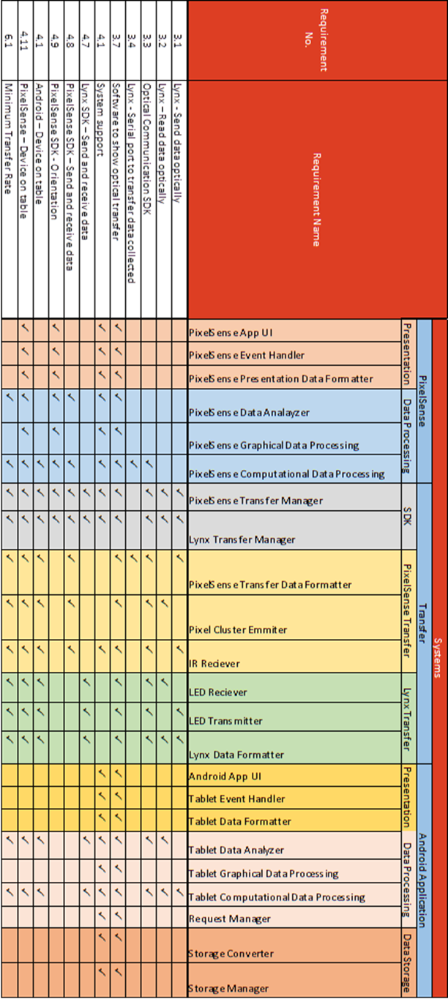 Systems
PixelSense Transfer Android Application
Presentation Data Processing SDK PixelSense Transfer Lynx Transfer Presentation Data Processing Data Storage
Requirement No.
Requirement Name
PixelSense App UI
PixelSense Event Handler
PixelSense Presentation Data Formatter
PixelSense Data Analayzer
PixelSense Graphical Data Processing
PixelSense Computational Data Processing
PixelSense Transfer Manager
Lynx Transfer Manager
PixelSense Transfer Data Formatter
Pixel Cluster Emmiter
IR Reciever
LED Reciever
LED Transmitter
Lynx Data Formatter
Android App UI
Tablet Event Handler
Tablet Data Formatter
Tablet Data Analyzer
Tablet Graphical Data Processing
Tablet Computational Data Processing
Request Manager
Storage Converter
Storage Manager
3.1 Lynx - Send data optically ✓ ✓ ✓ ✓ ✓ ✓ ✓
3.2 Lynx – Read data optically ✓ ✓ ✓ ✓ ✓ ✓ ✓
3.3 Optical Communication SDK ✓ ✓ ✓ ✓ ✓ ✓ ✓ ✓ ✓ ✓ ✓
3.4 Lynx - Serial port to transfer data collected ✓ ✓
3.7 Software to show optical transfer ✓ ✓ ✓ ✓ ✓ ✓ ✓ ✓ ✓ ✓ ✓ ✓ ✓ ✓ ✓ ✓ ✓ ✓ ✓ ✓ ✓ ✓ ✓
4.1 System support ✓ ✓ ✓ ✓ ✓ ✓ ✓ ✓ ✓ ✓ ✓ ✓ ✓ ✓ ✓ ✓ ✓ ✓
4.7 Lynx SDK – Send and receive data ✓ ✓ ✓ ✓ ✓ ✓ ✓
4.8 PixelSense SDK – Send and receive data ✓ ✓ ✓ ✓ ✓ ✓ ✓
4.9 PixelSense SDK - Orientation ✓ ✓ ✓ ✓ ✓ ✓ ✓ ✓
4.1 Android – Device on table ✓ ✓ ✓ ✓ ✓ ✓ ✓ ✓ ✓ ✓ ✓
4.11 PixelSense – Device on table ✓ ✓ ✓ ✓ ✓ ✓ ✓ ✓ ✓ ✓ ✓ ✓ ✓ ✓ ✓ ✓
6.1 Minimum Transfer Rate ✓ ✓ ✓ ✓ ✓ ✓ ✓ ✓ ✓ ✓ ✓ ✓